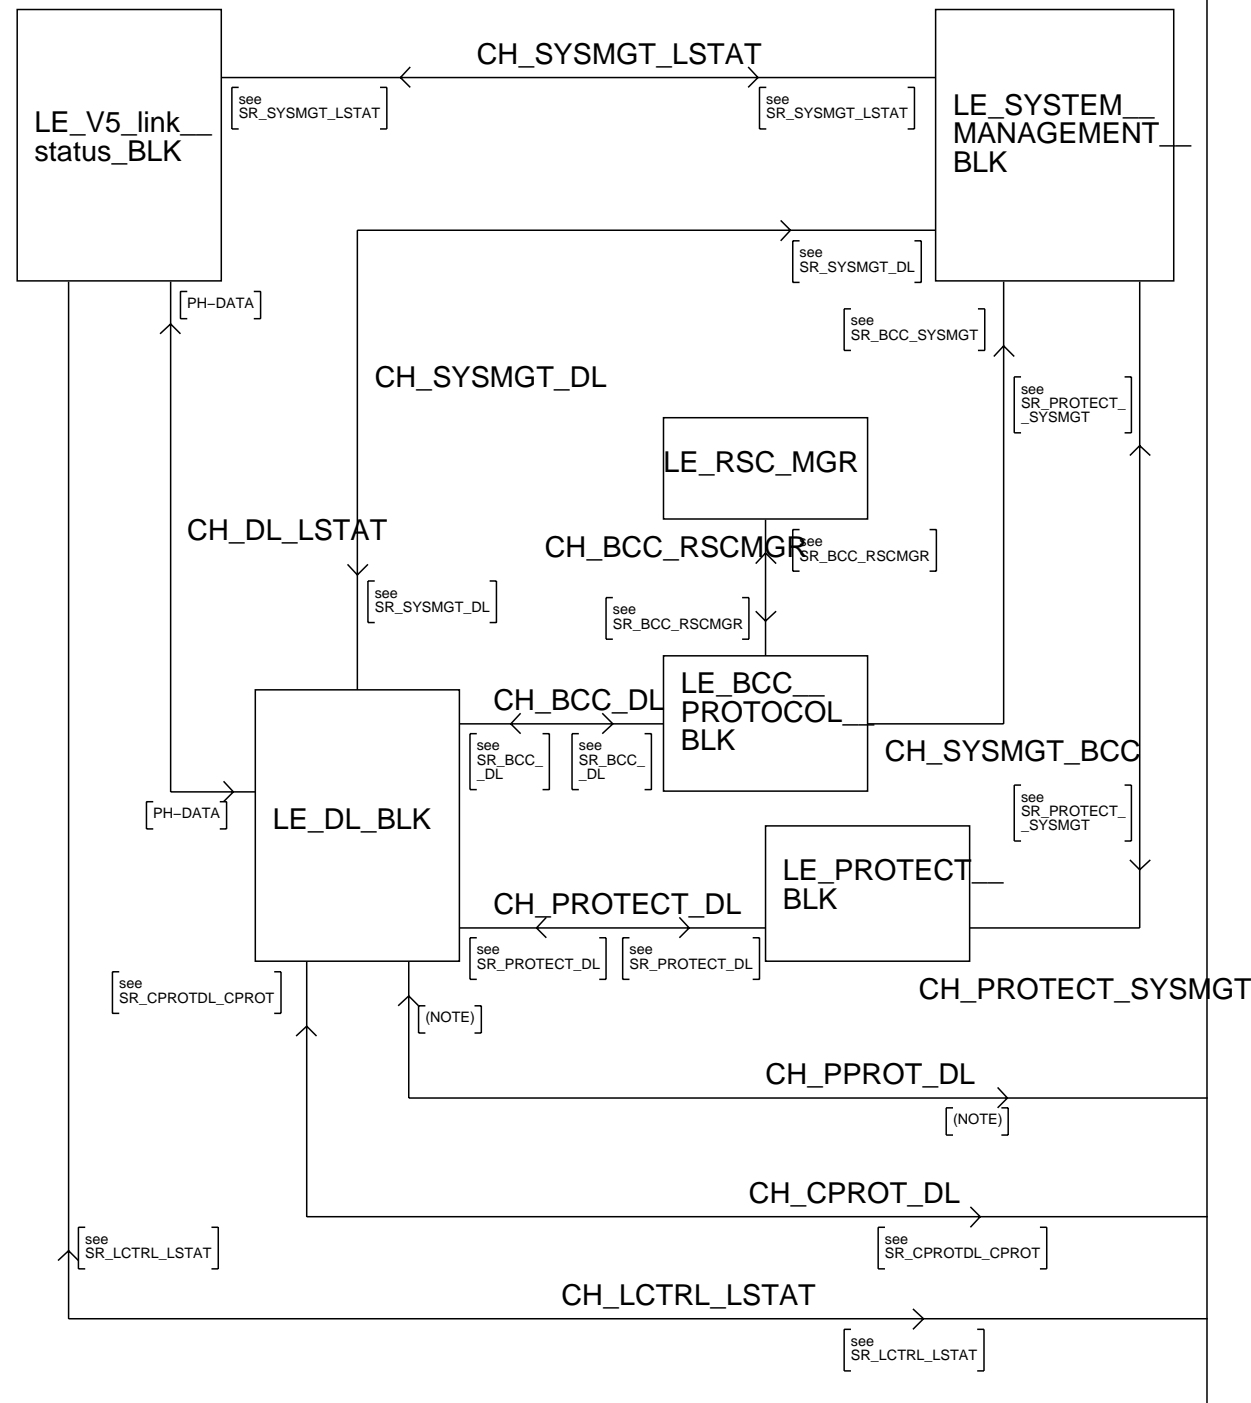 CH_SYSMGT_LSTAT
see
SR_SYSMGT_LSTAT
see
SR_SYSMGT_LSTAT
LE_V5_link__
status_BLK
LE_SYSTEM__
MANAGEMENT__
BLK
see
SR_SYSMGT_DL
[PH–DATA]
see
SR_BCC_SYSMGT
CH_SYSMGT_DL
see
SR_PROTECT_
_SYSMGT
LE_RSC_MGR
CH_DL_LSTAT
CH_BCC_RSCMGR
see
SR_BCC_RSCMGR
see
SR_SYSMGT_DL
see
SR_BCC_RSCMGR
LE_BCC__
PROTOCOL__
BLK
CH_BCC_DL
see
SR_BCC_
_DL
see
SR_BCC_
_DL
CH_SYSMGT_BCC
[PH–DATA]
LE_DL_BLK
see
SR_PROTECT_
_SYSMGT
LE_PROTECT__
BLK
CH_PROTECT_DL
see
SR_PROTECT_DL
see
SR_PROTECT_DL
see
SR_CPROTDL_CPROT
CH_PROTECT_SYSMGT
[(NOTE)]
CH_PPROT_DL
[(NOTE)]
CH_CPROT_DL
see
SR_LCTRL_LSTAT
see
SR_CPROTDL_CPROT
CH_LCTRL_LSTAT
see
SR_LCTRL_LSTAT